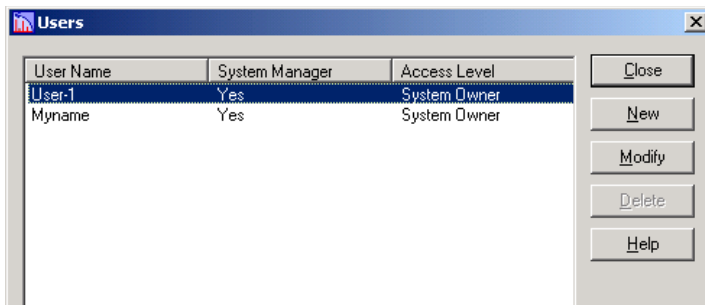 Users
User Name System Manager Access Level
User-1 Yes System Owner
Myname Yes System Owner
Close
New
Modify
Delete
Help